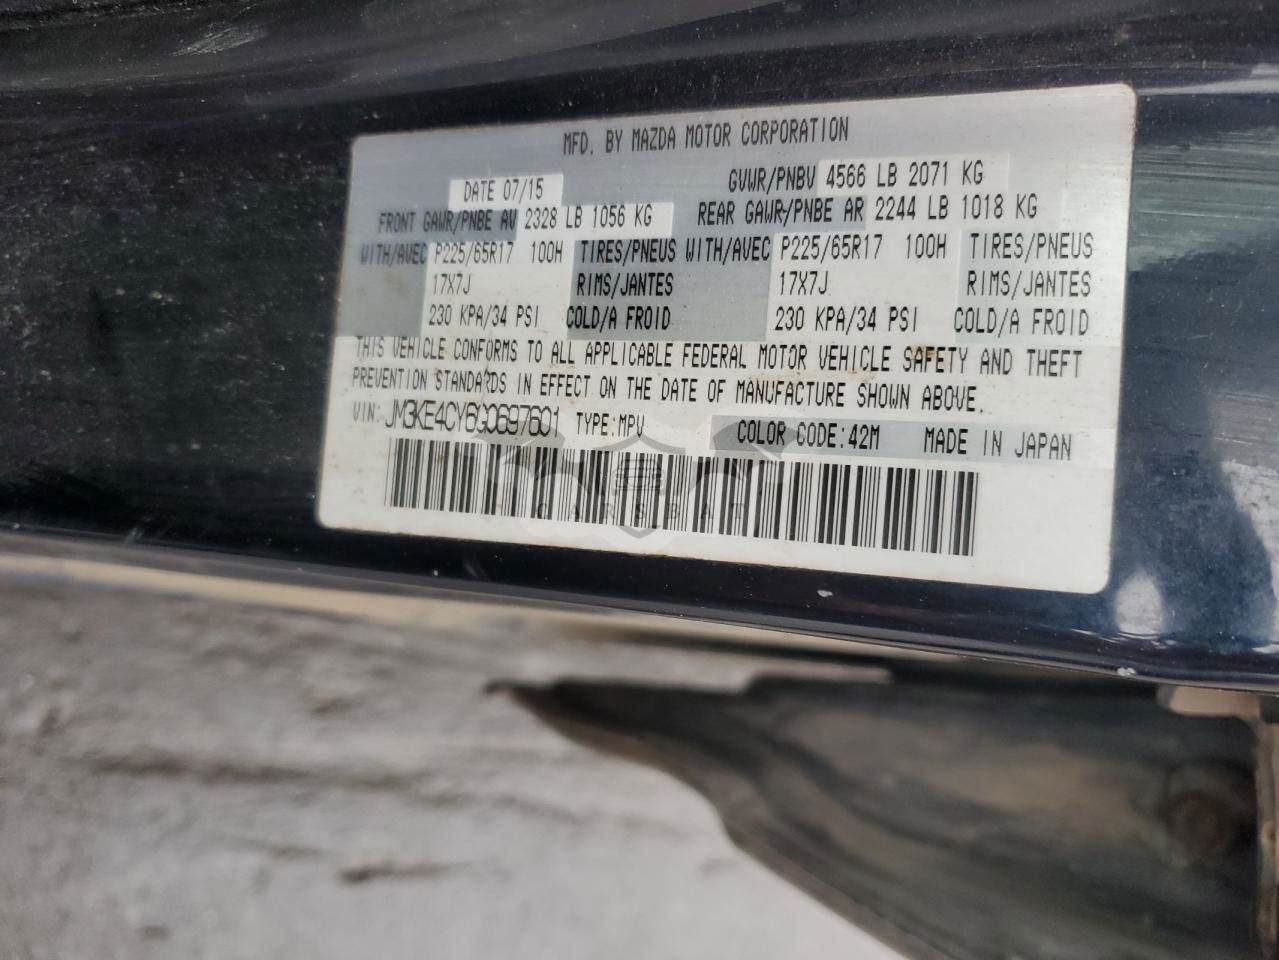 MFD. BY MAZDA MOTOR CORPORATION
DATE 07/15 GVWR/PNBV 4566 LB 2071 KG
FRONT GAWR/PNBE AV 2328 LB 1056 KG REAR GAWR/PNBE AR 2244 LB 1018 KG
WITH/AVEC P225/65R17 100H TIRES/PNEUS WITH/AVEC P225/65R17 100H TIRES/PNEUS
17X7J RIMS/JANTES 17X7J RIMS/JANTES
230 KPA/34 PSI COLD/A FROID 230 KPA/34 PSI COLD/A FROID
THIS VEHICLE CONFORMS TO ALL APPLICABLE FEDERAL MOTOR VEHICLE SAFETY AND THEFT
PREVENTION STANDARDS IN EFFECT ON THE DATE OF MANUFACTURE SHOWN ABOVE.
VIN: JM3KE4CY6G0697601 TYPE:MPV COLOR CODE:42M MADE IN JAPAN
CARSBAT